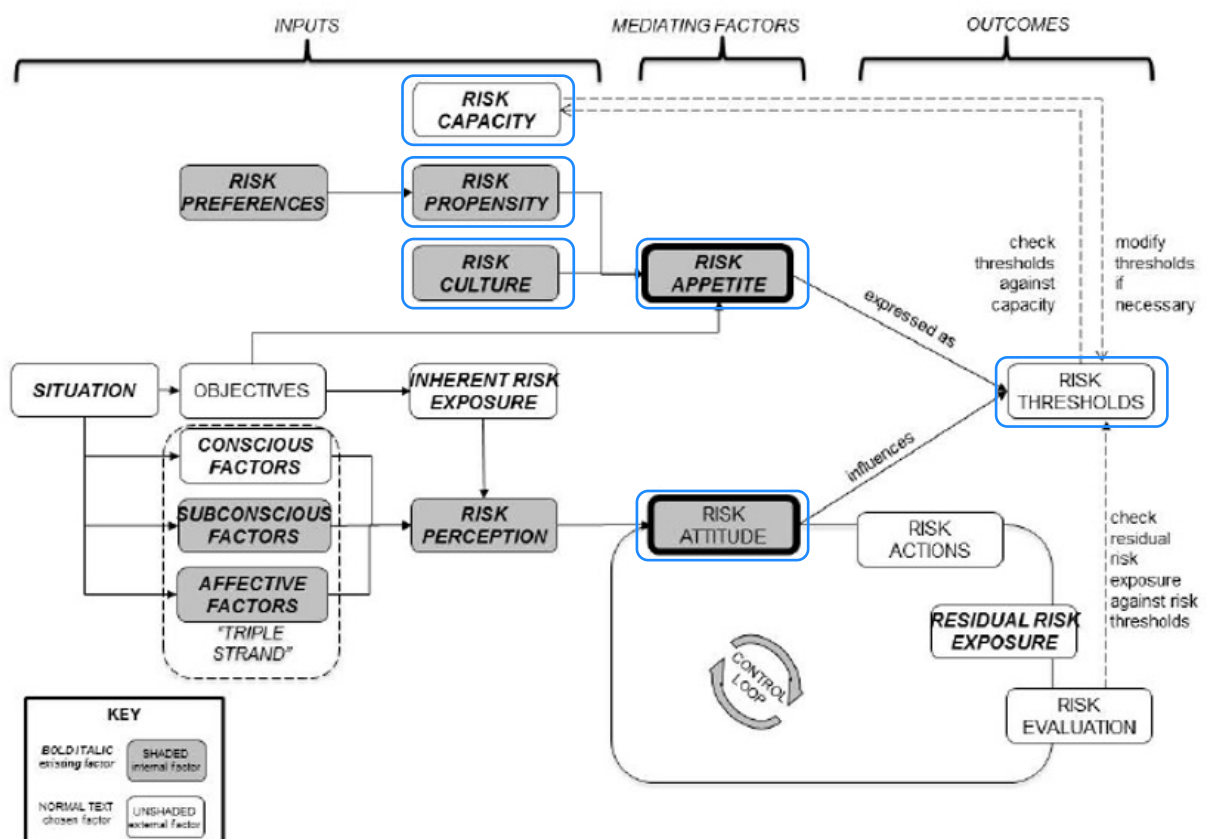 INPUTS
MEDIATING FACTORS
OUTCOMES
RISK
CAPACITY
RISK
PREFERENCES
RISK
PROPENSITY
RISK
CULTURE
RISK
APPETITE
check
thresholds
against
capacity
modify
thresholds
if
necessary
expressed as
SITUATION
OBJECTIVES
INHERENT RISK
EXPOSURE
RISK
THRESHOLDS
CONSCIOUS
FACTORS
SUBCONSCIOUS
FACTORS
AFFECTIVE
FACTORS
"TRIPLE
STRAND"
RISK
PERCEPTION
influences
RISK
ATTITUDE
RISK
ACTIONS
check
residual
risk
exposure
against risk
thresholds
RESIDUAL RISK
EXPOSURE
CONTROL
LOOP
RISK
EVALUATION
KEY
BOLD ITALIC
existing factor
SHADED
internal factor
NORMAL TEXT
chosen factor
UNSHADED
external factor